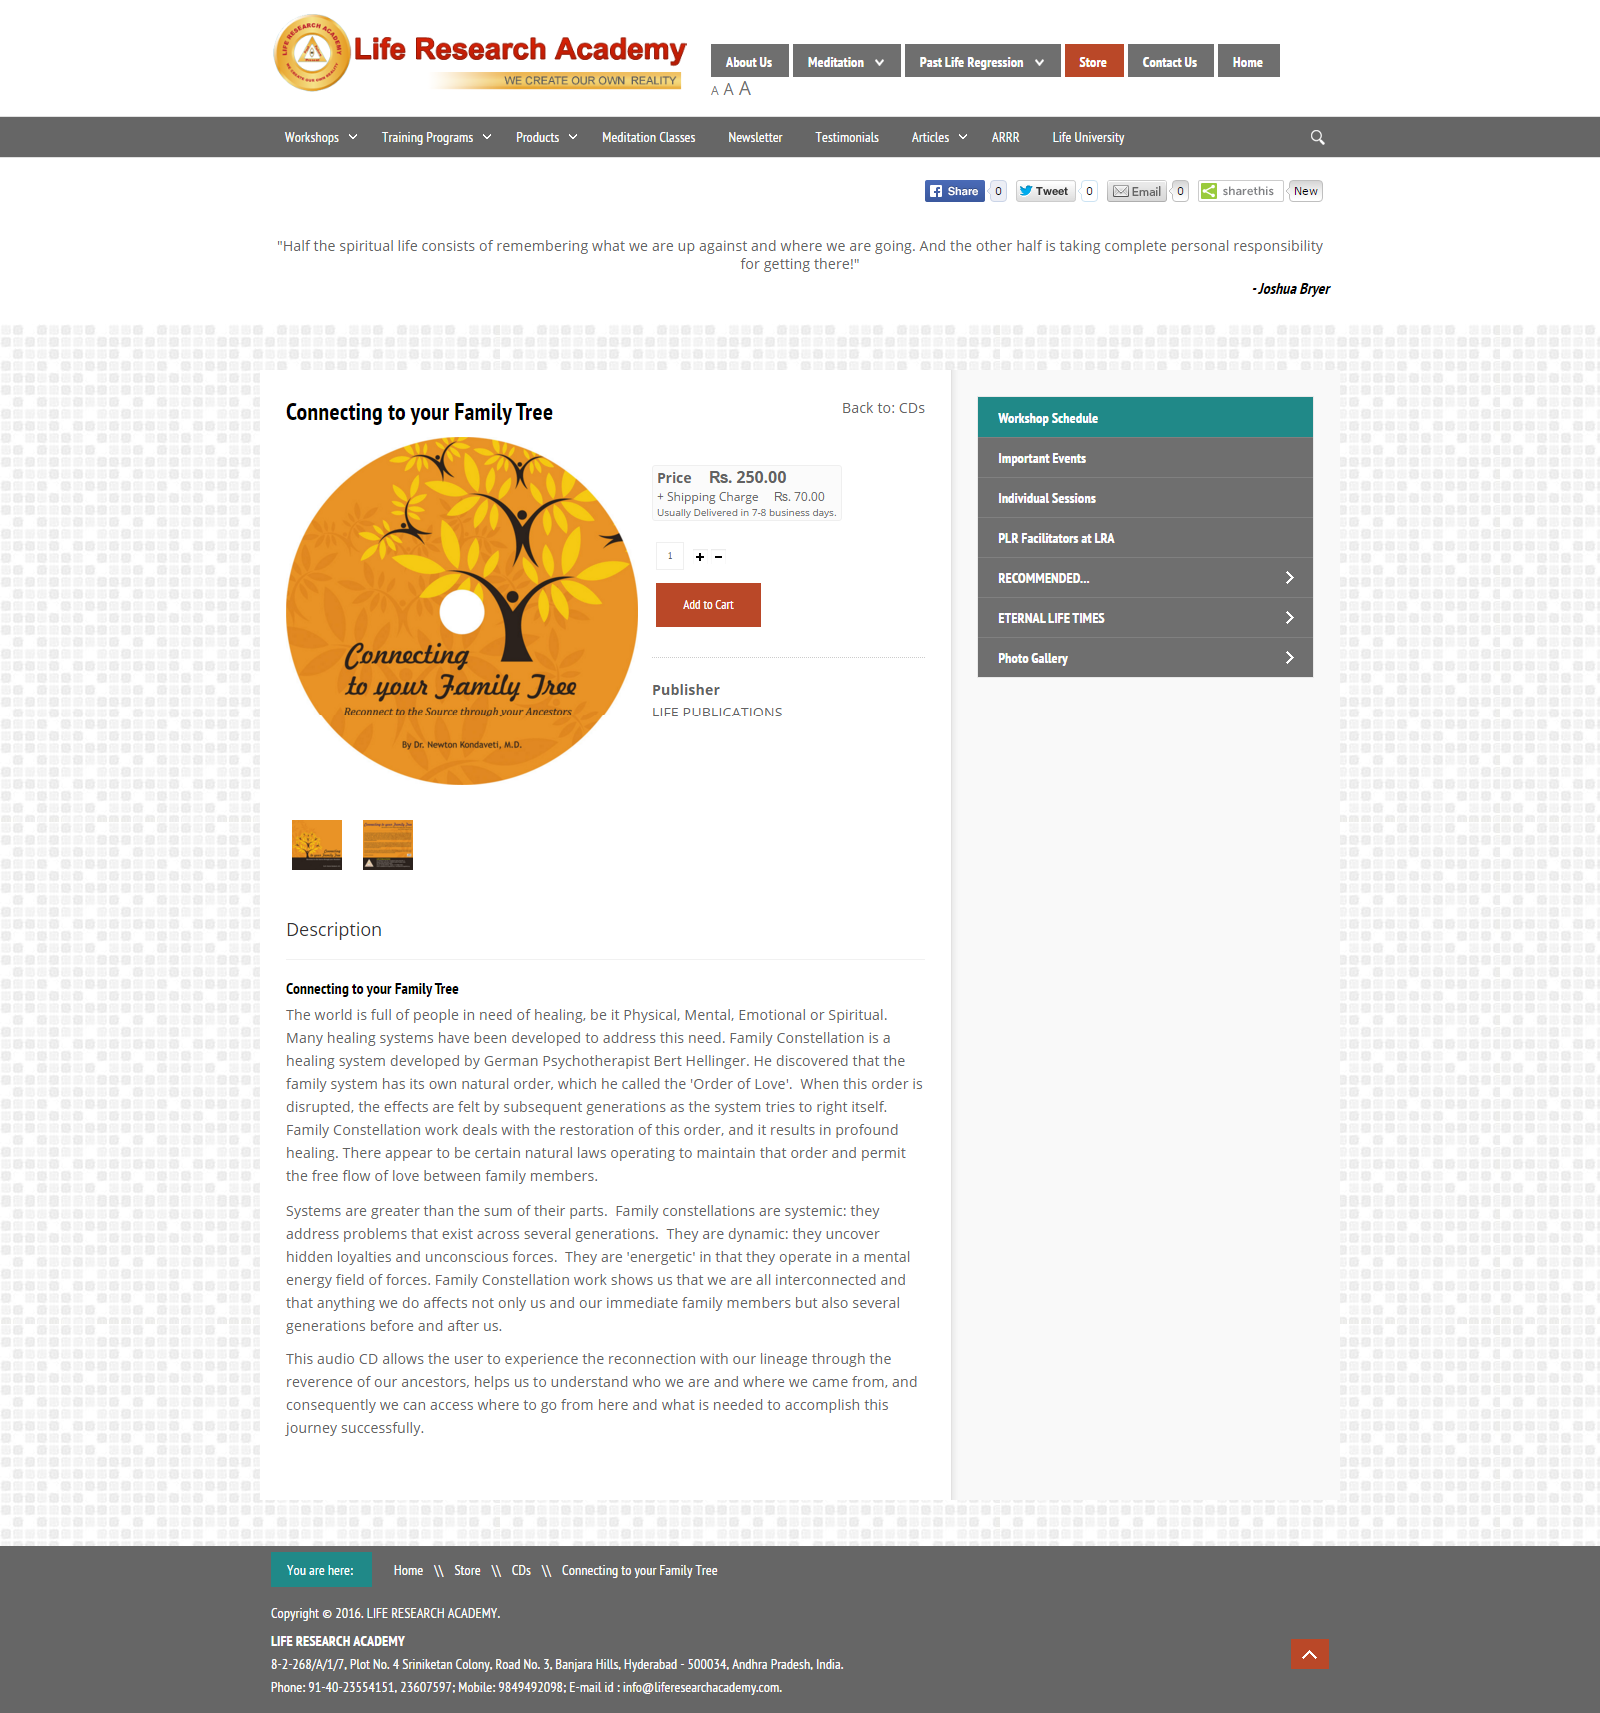 LIFE RESEARCH ACADEMY
WE CREATE OUR OWN REALITY
Life Research Academy
WE CREATE OUR OWN REALITY
About Us
Meditation
Past Life Regression
Store
Contact Us
Home
A A A
Workshops
Training Programs
Products
Meditation Classes
Newsletter
Testimonials
Articles
ARRR
Life University
Share 0
Tweet 0
Email 0
sharethis New
"Half the spiritual life consists of remembering what we are up against and where we are going. And the other half is taking complete personal responsibility
for getting there!"
- Joshua Bryer
Connecting to your Family Tree
Back to: CDs
Connecting
to your Family Tree
Reconnect to the Source through your Ancestors
By Dr. Newton Kondaveti, M.D.
Price Rs. 250.00
+ Shipping Charge Rs. 70.00
Usually Delivered in 7-8 business days.
1 + -
Add to Cart
Publisher
LIFE PUBLICATIONS
Workshop Schedule
Important Events
Individual Sessions
PLR Facilitators at LRA
RECOMMENDED...
ETERNAL LIFE TIMES
Photo Gallery
Connecting to your Family Tree
Description
Connecting to your Family Tree
The world is full of people in need of healing, be it Physical, Mental, Emotional or Spiritual.
Many healing systems have been developed to address this need. Family Constellation is a
healing system developed by German Psychotherapist Bert Hellinger. He discovered that the
family system has its own natural order, which he called the 'Order of Love'.  When this order is
disrupted, the effects are felt by subsequent generations as the system tries to right itself.
Family Constellation work deals with the restoration of this order, and it results in profound
healing. There appear to be certain natural laws operating to maintain that order and permit
the free flow of love between family members.
Systems are greater than the sum of their parts.  Family constellations are systemic: they
address problems that exist across several generations.  They are dynamic: they uncover
hidden loyalties and unconscious forces.  They are 'energetic' in that they operate in a mental
energy field of forces. Family Constellation work shows us that we are all interconnected and
that anything we do affects not only us and our immediate family members but also several
generations before and after us.
This audio CD allows the user to experience the reconnection with our lineage through the
reverence of our ancestors, helps us to understand who we are and where we came from, and
consequently we can access where to go from here and what is needed to accomplish this
journey successfully.
You are here: Home \\ Store \\ CDs \\ Connecting to your Family Tree
Copyright © 2016. LIFE RESEARCH ACADEMY.
LIFE RESEARCH ACADEMY
8-2-268/A/1/7, Plot No. 4 Sriniketan Colony, Road No. 3, Banjara Hills, Hyderabad - 500034, Andhra Pradesh, India.
Phone: 91-40-23554151, 23607597; Mobile: 9849492098; E-mail id : info@liferesearchacademy.com.